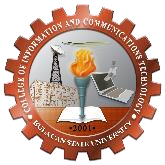 COLLEGE OF INFORMATION AND COMMUNICATIONS TECHNOLOGY
• 2001 •
BULACAN STATE UNIVERSITY